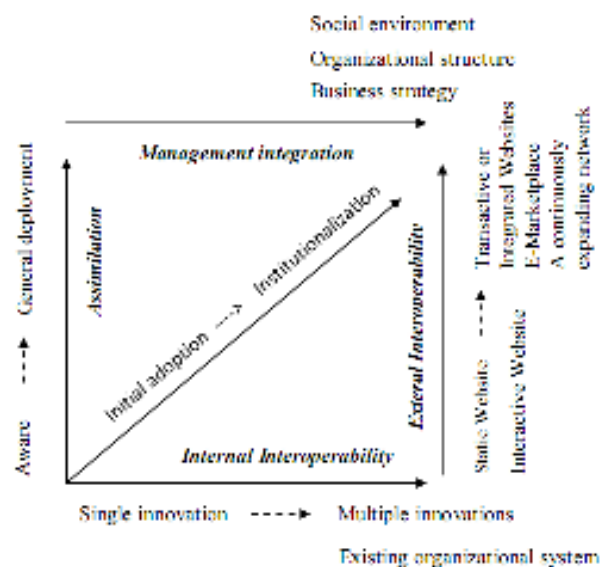 Social environment
Organizational structure
Business strategy
Management integration
General deployment
Aware
Assimilation
Initial adoption
Institutionalization
Exteral Interoperability
Internal Interoperability
Static Website
Interactive Website
Transactive or
Integrated Websites
E-Marketplace
A continuously
expanding network
Single innovation
Multiple innovations
Existing organizational system